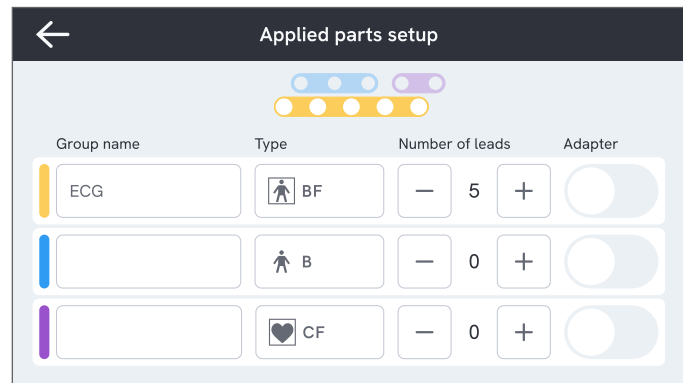 Applied parts setup
Group name Type Number of leads Adapter
ECG BF 5
B 0
CF 0